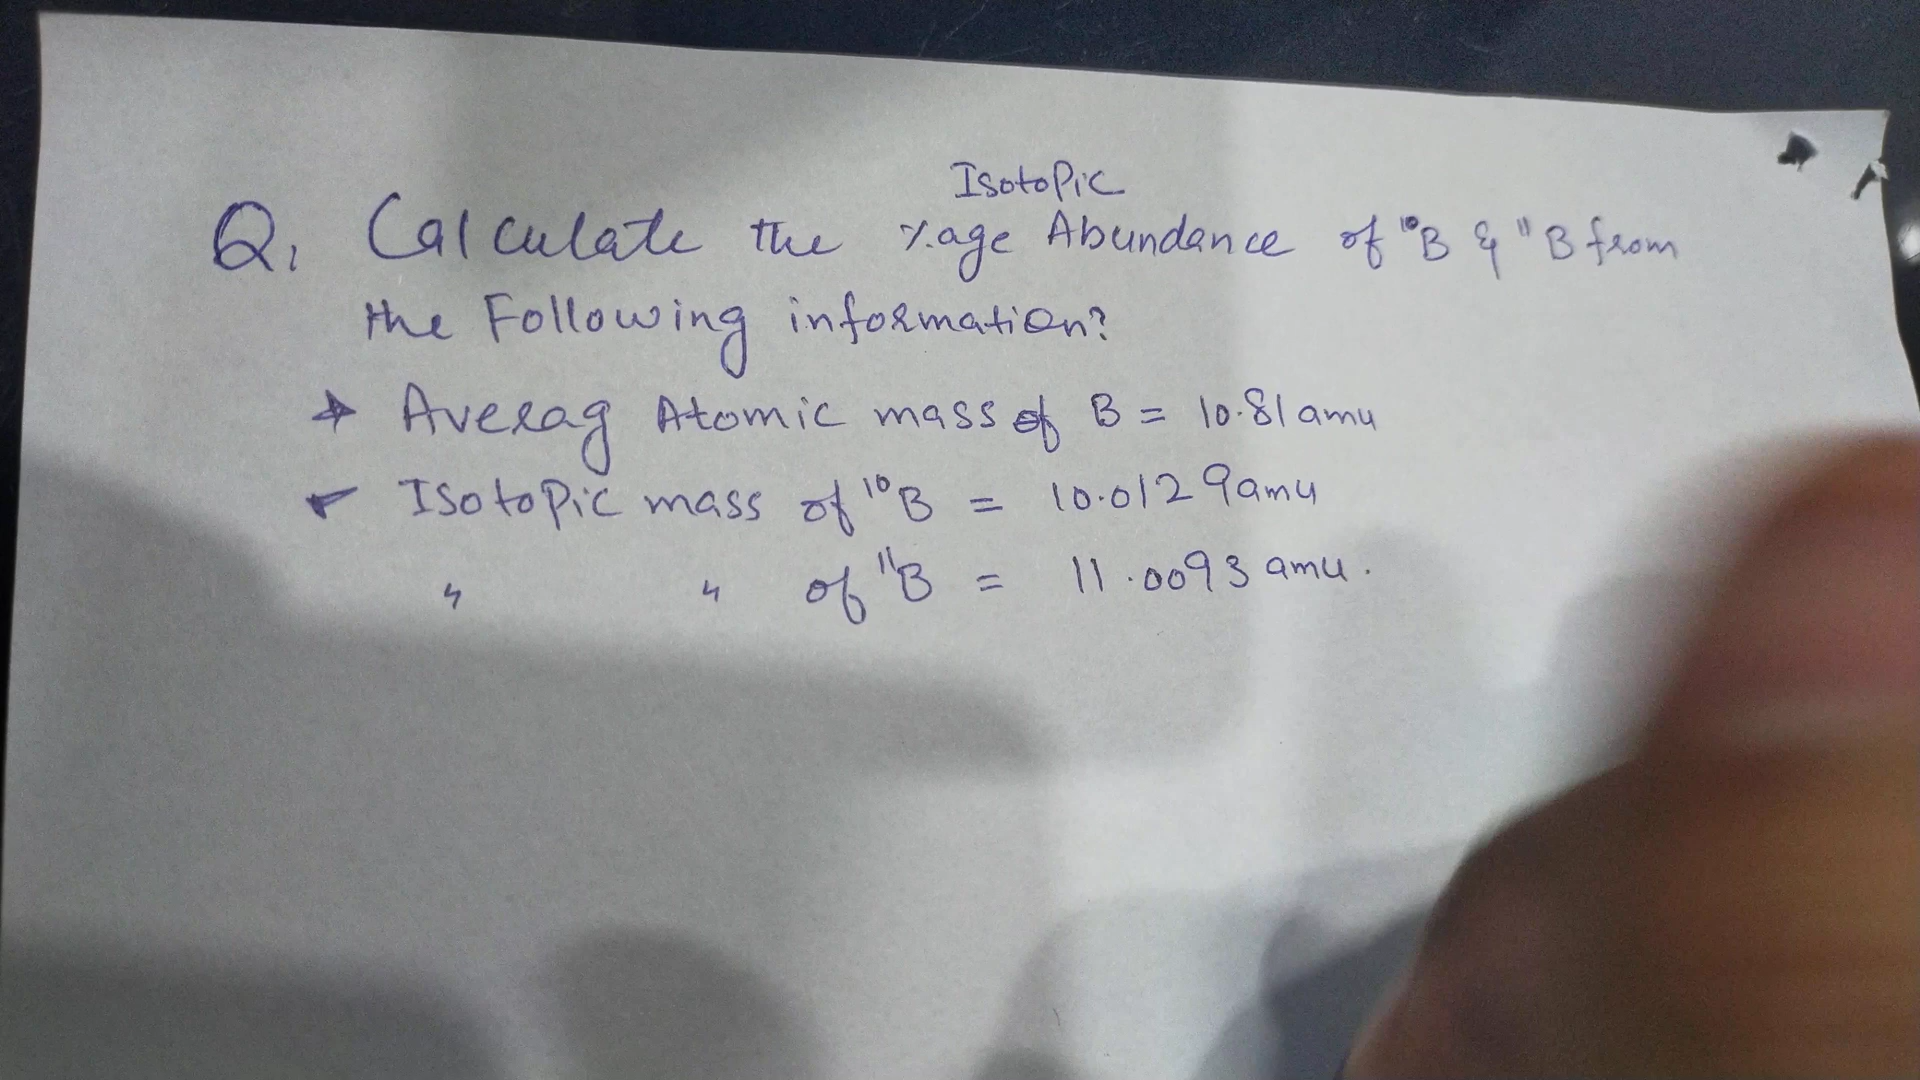 Isotopic
Q. Calculate the %age Abundance of ¹⁰B & ¹¹B from
the Following information?
Averag Atomic mass of B = 10.81 amu
Isotopic mass of ¹⁰B = 10.0129 amu
" " of ¹¹B = 11.0093 amu.